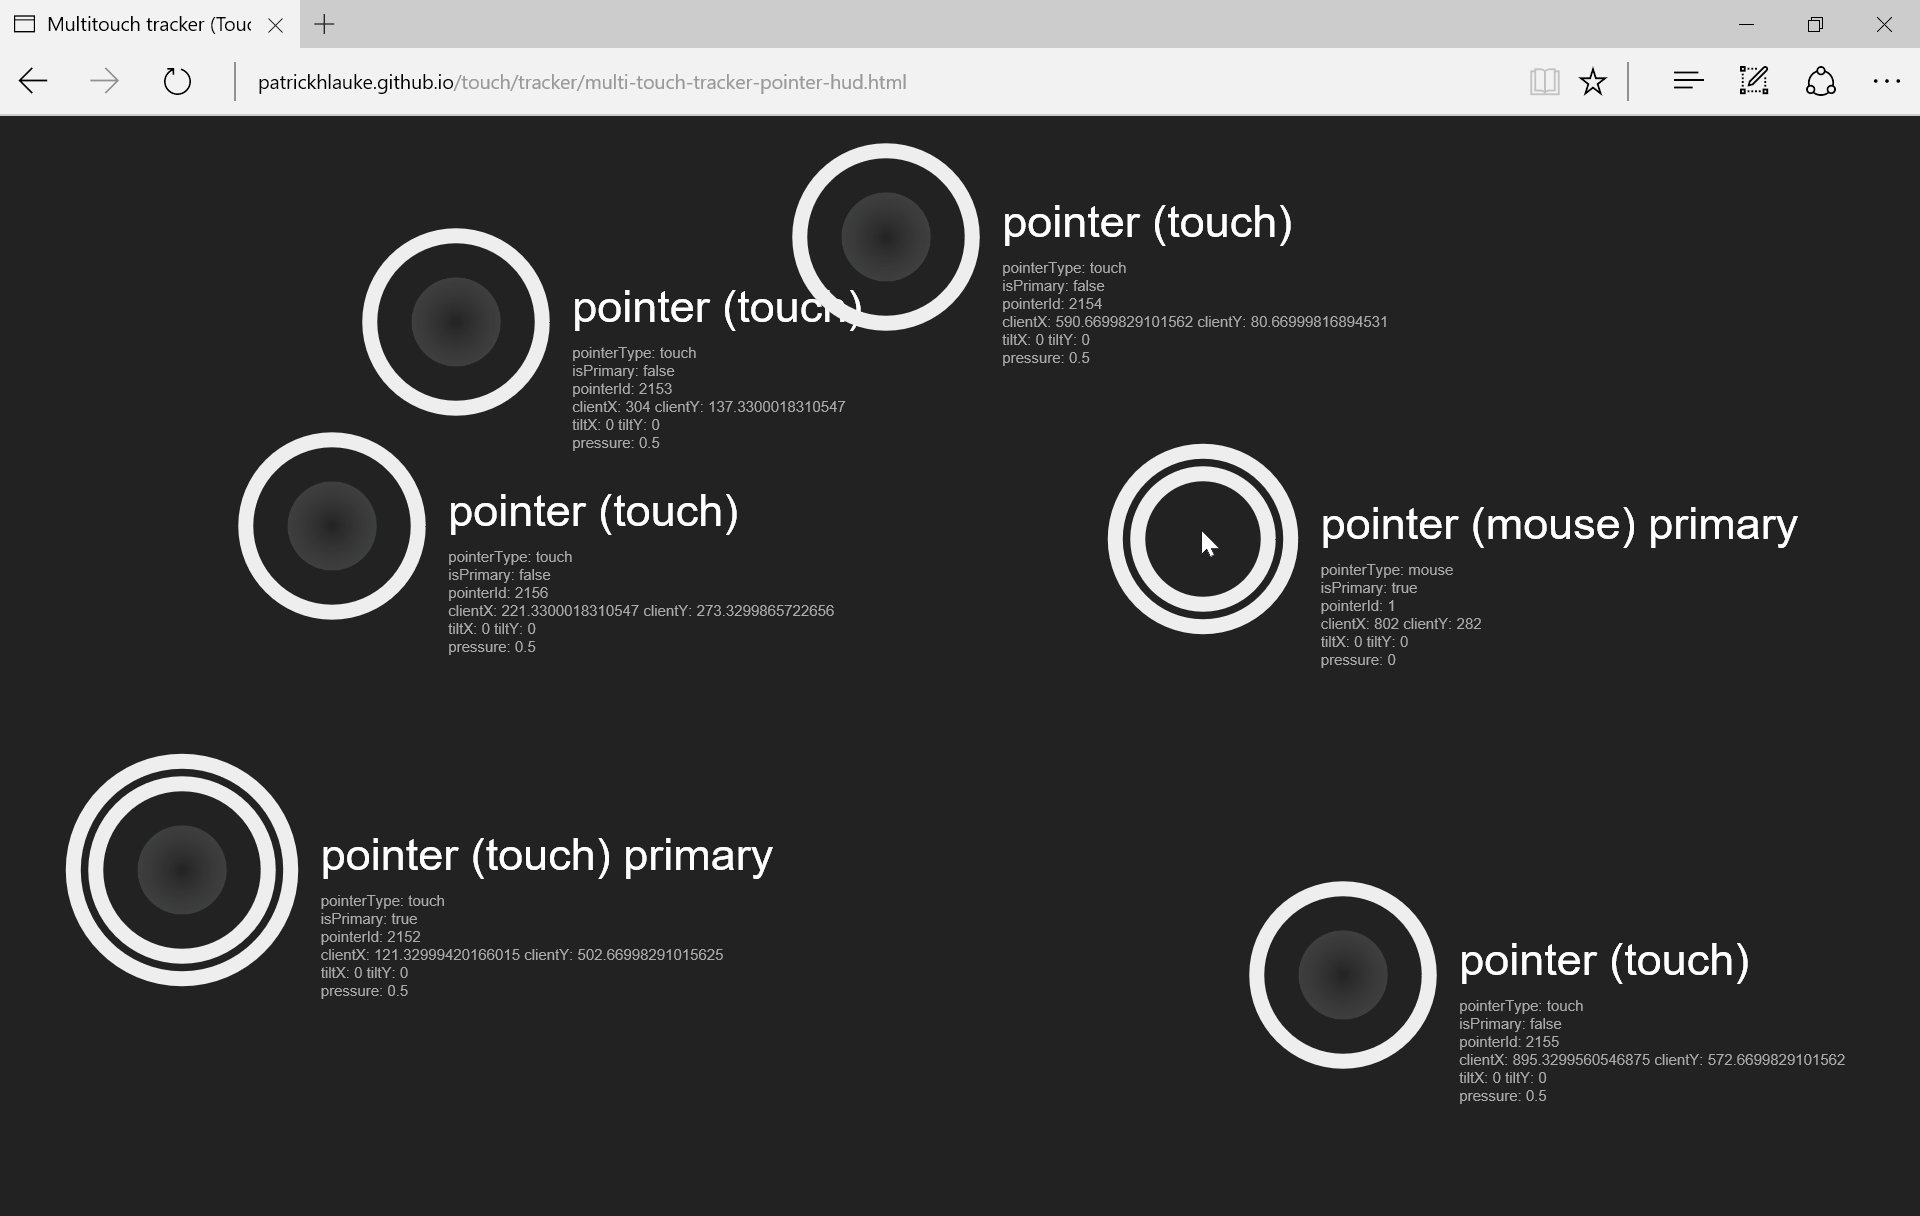 Multitouch tracker (Touc
patrickhlauke.github.io/touch/tracker/multi-touch-tracker-pointer-hud.html
pointer (touch)
pointerType: touch
isPrimary: false
pointerId: 2154
clientX: 590.6699829101562 clientY: 80.66999816894531
tiltX: 0 tiltY: 0
pressure: 0.5
pointer (touch)
pointerType: touch
isPrimary: false
pointerId: 2153
clientX: 304 clientY: 137.3300018310547
tiltX: 0 tiltY: 0
pressure: 0.5
pointer (touch)
pointerType: touch
isPrimary: false
pointerId: 2156
clientX: 221.3300018310547 clientY: 273.3299865722656
tiltX: 0 tiltY: 0
pressure: 0.5
pointer (mouse) primary
pointerType: mouse
isPrimary: true
pointerId: 1
clientX: 802 clientY: 282
tiltX: 0 tiltY: 0
pressure: 0
pointer (touch) primary
pointerType: touch
isPrimary: true
pointerId: 2152
clientX: 121.32999420166015 clientY: 502.66998291015625
tiltX: 0 tiltY: 0
pressure: 0.5
pointer (touch)
pointerType: touch
isPrimary: false
pointerId: 2155
clientX: 895.3299560546875 clientY: 572.6699829101562
tiltX: 0 tiltY: 0
pressure: 0.5